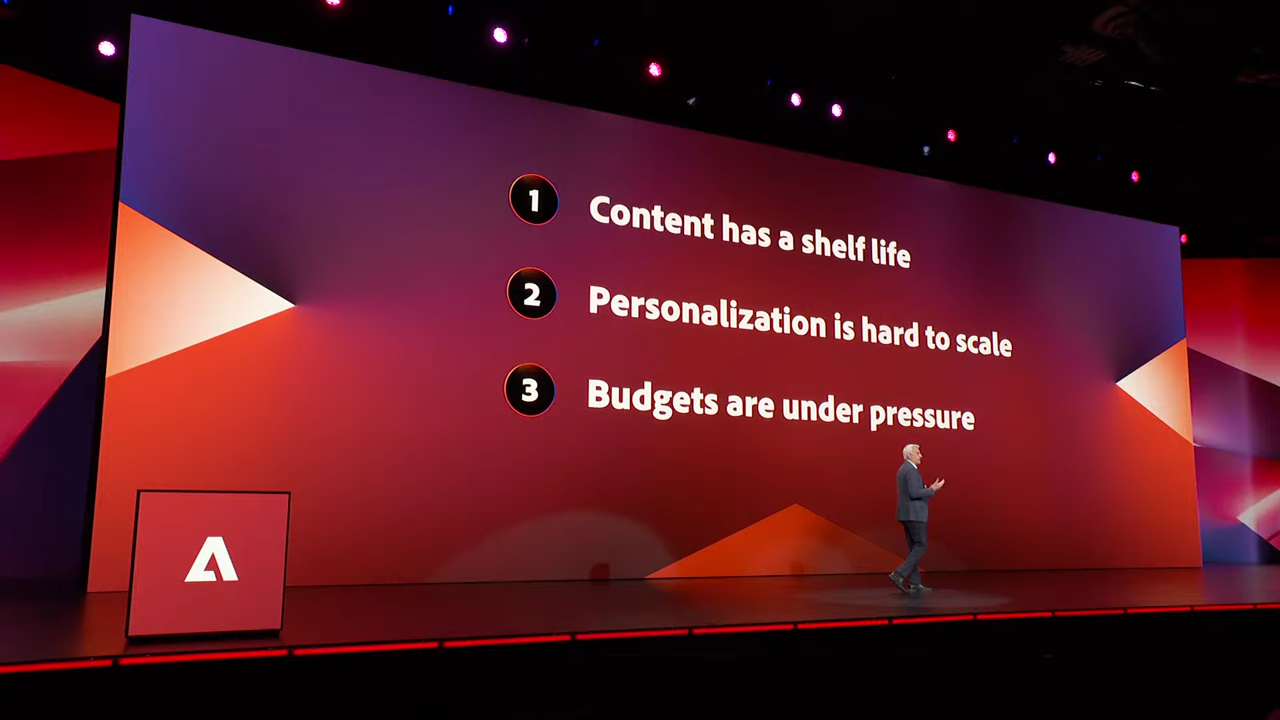 1 Content has a shelf life
2 Personalization is hard to scale
3 Budgets are under pressure